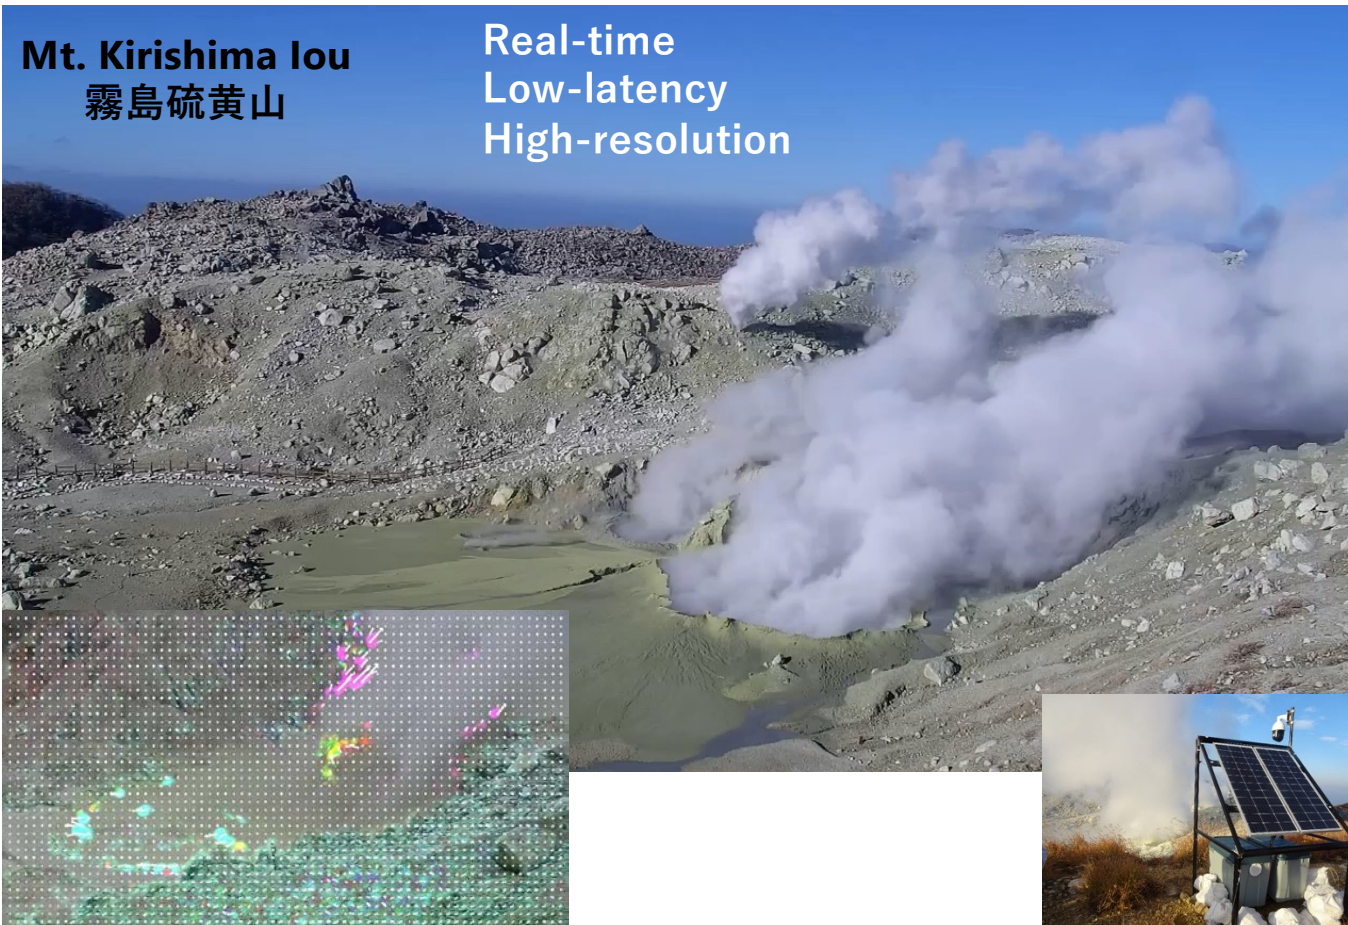 Mt. Kirishima Iou
霧島硫黄山
Real-time
Low-latency
High-resolution